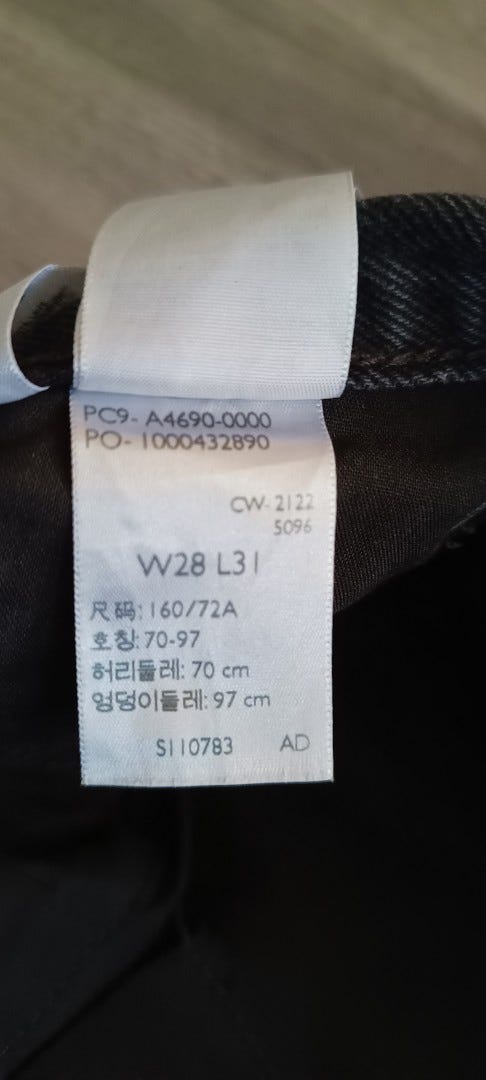 PC9- A4690-0000
PO- 1000432890
CW- 2122
5096
W28 L31
尺码: 160/72A
호칭: 70-97
허리둘레: 70 cm
엉덩이둘레: 97 cm
S110783 AD